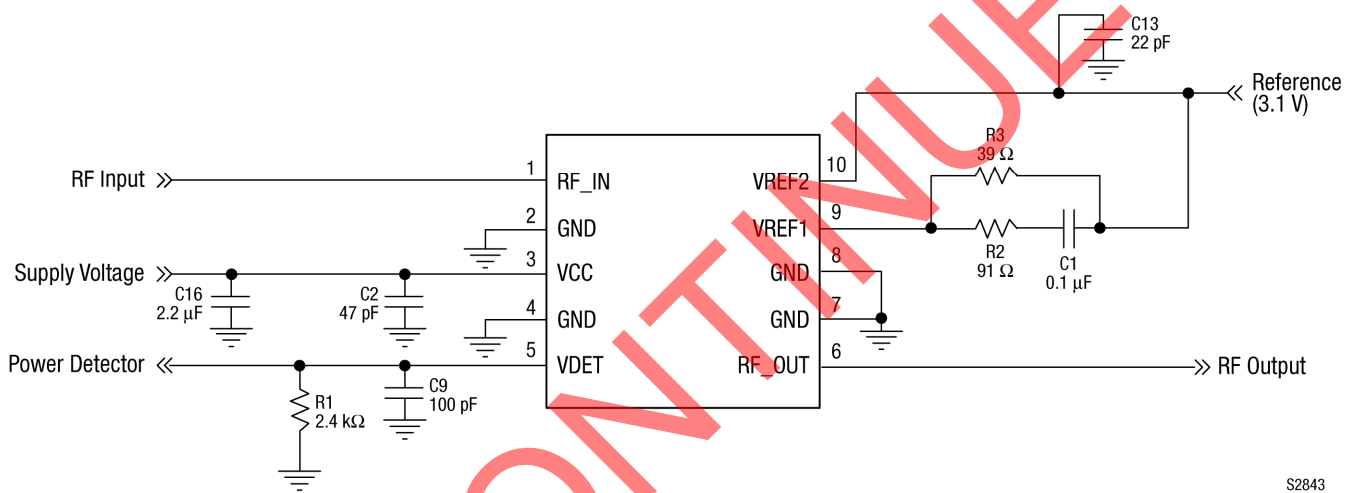 C13
22 pF
Reference
(3.1 V)
R3
39 Ω
RF Input
1
RF_IN
VREF2
10
2
GND
VREF1
9
R2
91 Ω
C1
0.1 µF
Supply Voltage
3
VCC
GND
8
C16
2.2 µF
C2
47 pF
4
GND
GND
7
Power Detector
5
VDET
RF_OUT
6
RF Output
R1
2.4 kΩ
C9
100 pF
S2843
ONTINUE